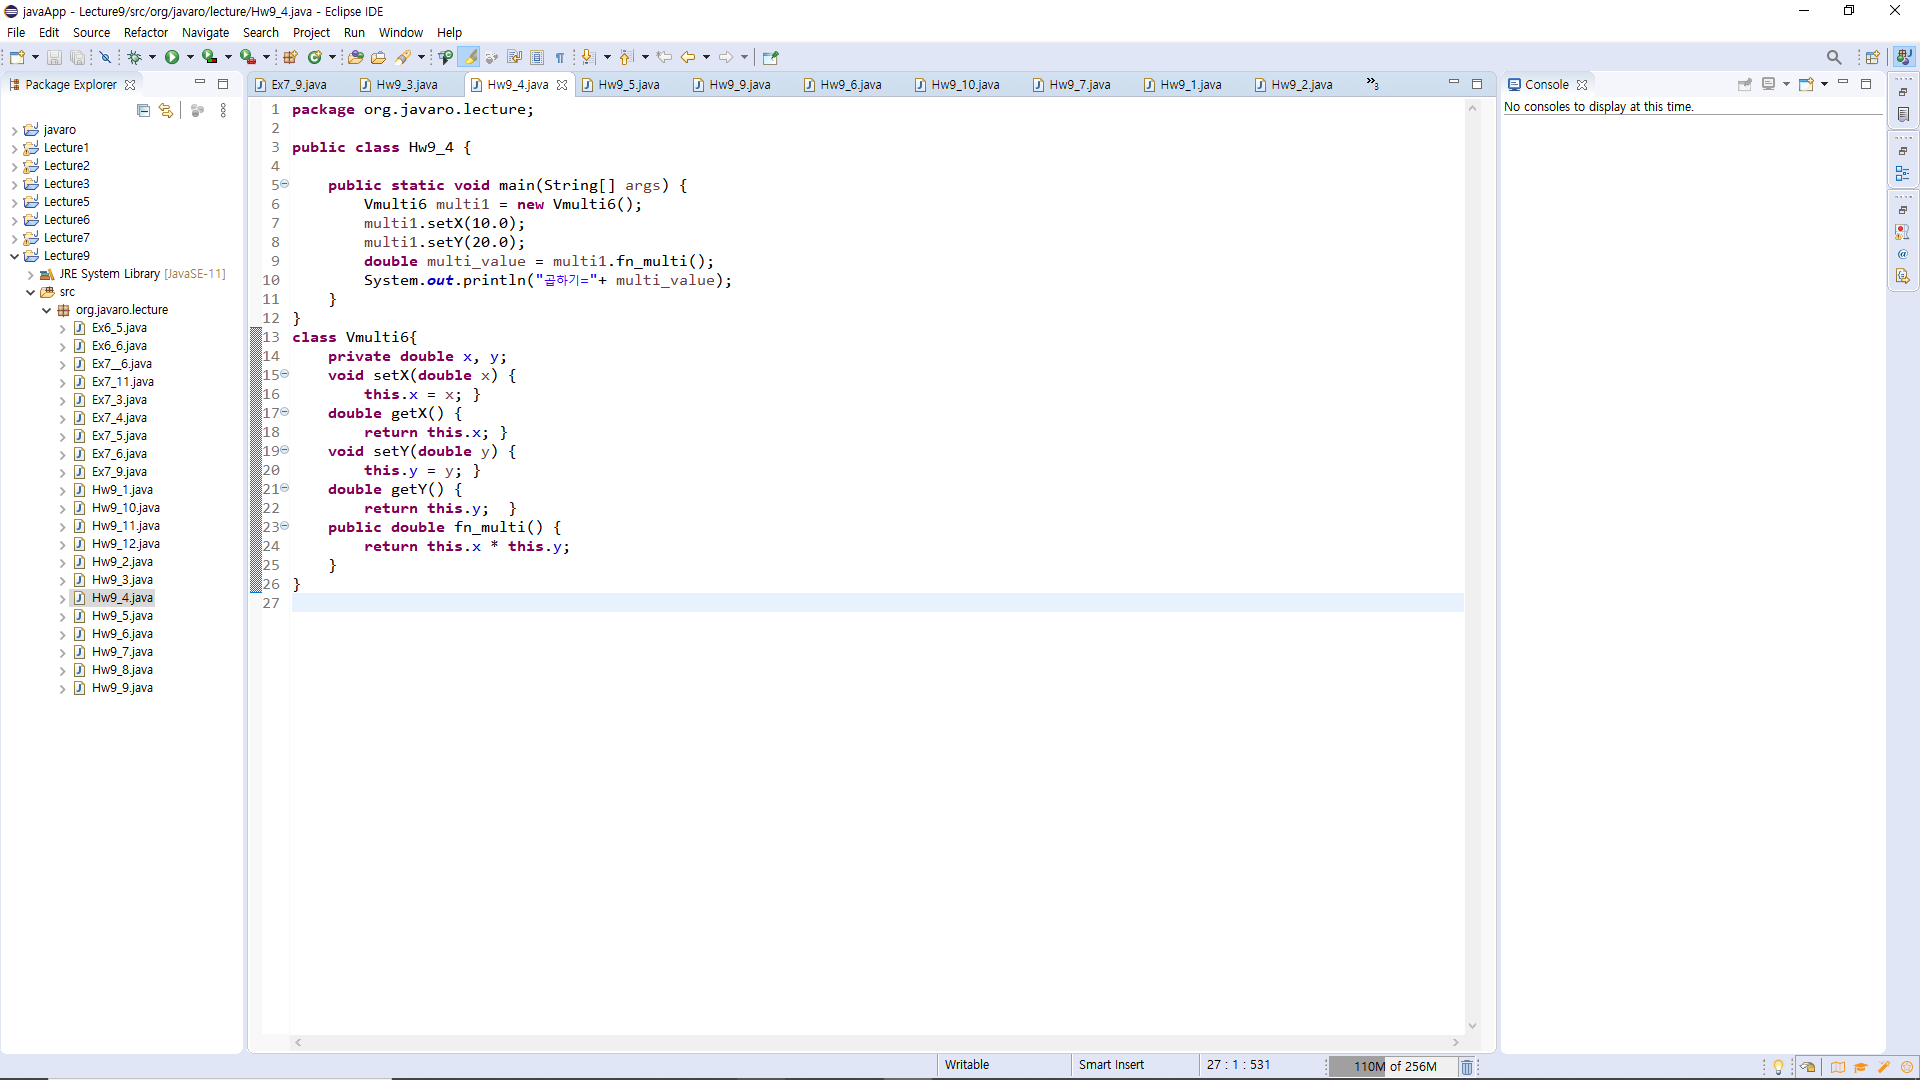 javaApp - Lecture9/src/org/javaro/lecture/Hw9_4.java - Eclipse IDE
File Edit Source Refactor Navigate Search Project Run Window Help
Package Explorer
javaro
Lecture1
Lecture2
Lecture3
Lecture5
Lecture6
Lecture7
Lecture9
JRE System Library [JavaSE-11]
src
org.javaro.lecture
Ex6_5.java
Ex6_6.java
Ex7__6.java
Ex7_11.java
Ex7_3.java
Ex7_4.java
Ex7_5.java
Ex7_6.java
Ex7_9.java
Hw9_1.java
Hw9_10.java
Hw9_11.java
Hw9_12.java
Hw9_2.java
Hw9_3.java
Hw9_4.java
Hw9_5.java
Hw9_6.java
Hw9_7.java
Hw9_8.java
Hw9_9.java
Ex7_9.java Hw9_3.java Hw9_4.java Hw9_5.java Hw9_9.java Hw9_6.java Hw9_10.java Hw9_7.java Hw9_1.java Hw9_2.java »3
1 package org.javaro.lecture;
2
3 public class Hw9_4 {
4
5     public static void main(String[] args) {
6         Vmulti6 multi1 = new Vmulti6();
7         multi1.setX(10.0);
8         multi1.setY(20.0);
9         double multi_value = multi1.fn_multi();
10         System.out.println("곱하기="+ multi_value);
11     }
12 }
13 class Vmulti6{
14     private double x, y;
15     void setX(double x) {
16         this.x = x; }
17     double getX() {
18         return this.x; }
19     void setY(double y) {
20         this.y = y; }
21     double getY() {
22         return this.y;  }
23     public double fn_multi() {
24         return this.x * this.y;
25     }
26 }
27
Console
No consoles to display at this time.
Writable Smart Insert 27 : 1 : 531 110M of 256M